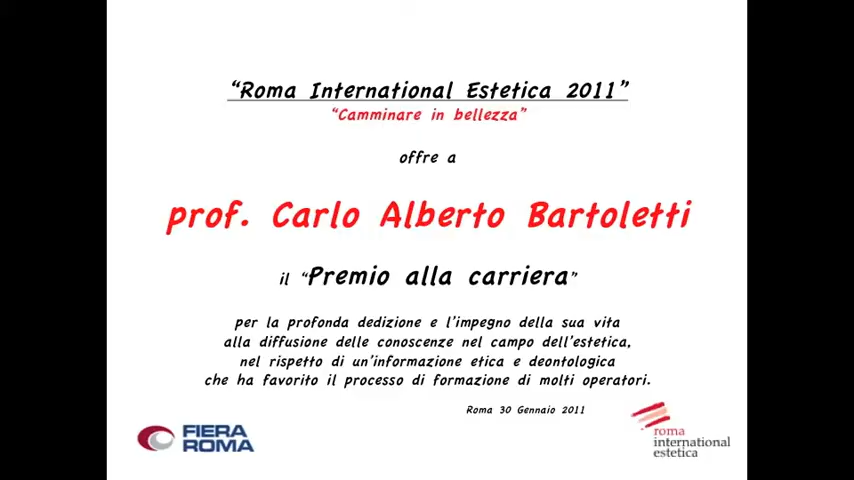 “Roma International Estetica 2011”
“Camminare in bellezza”
offre a
prof. Carlo Alberto Bartoletti
il “Premio alla carriera”
per la profonda dedizione e l’impegno della sua vita
alla diffusione delle conoscenze nel campo dell’estetica,
nel rispetto di un’informazione etica e deontologica
che ha favorito il processo di formazione di molti operatori.
Roma 30 Gennaio 2011
FIERA
ROMA
roma
international
estetica